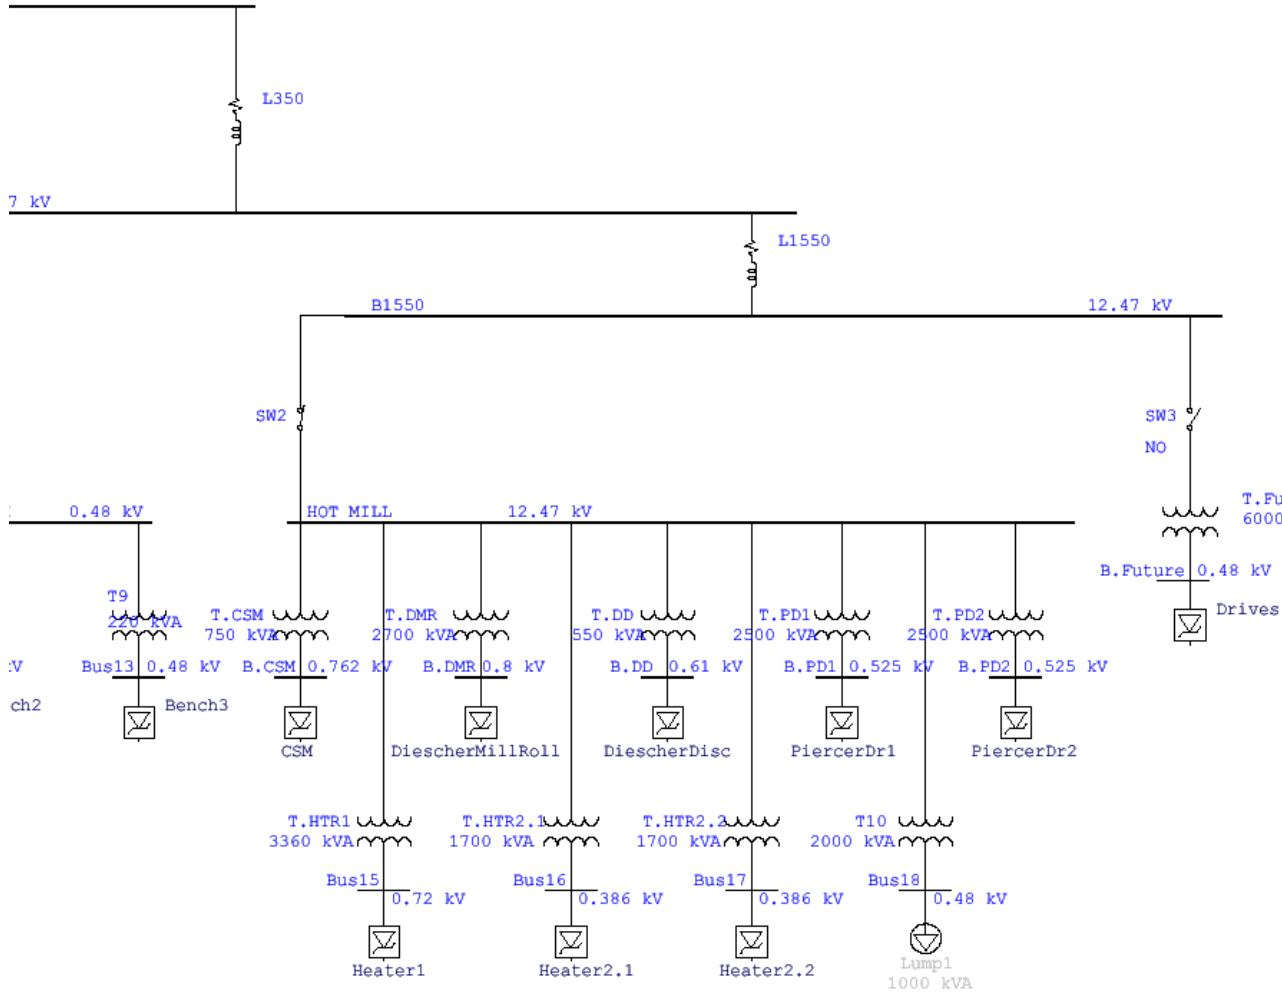 L350
7 kV
L1550
B1550 12.47 kV
SW2 SW3
NO
0.48 kV HOT MILL 12.47 kV
T.Fu
6000
B.Future 0.48 kV
Drives
T9
220 kVA
T.CSM T.DMR T.DD T.PD1 T.PD2
750 kVA 2700 kVA 550 kVA 2500 kVA 2500 kVA
kV Bus13 0.48 kV B.CSM 0.762 kV B.DMR 0.8 kV B.DD 0.61 kV B.PD1 0.525 kV B.PD2 0.525 kV
ch2 Bench3
CSM DiescherMillRoll DiescherDisc PiercerDr1 PiercerDr2
T.HTR1 T.HTR2.1 T.HTR2.2 T10
3360 kVA 1700 kVA 1700 kVA 2000 kVA
Bus15 Bus16 Bus17 Bus18
0.72 kV 0.386 kV 0.386 kV 0.48 kV
Heater1 Heater2.1 Heater2.2 Lump1
1000 kVA